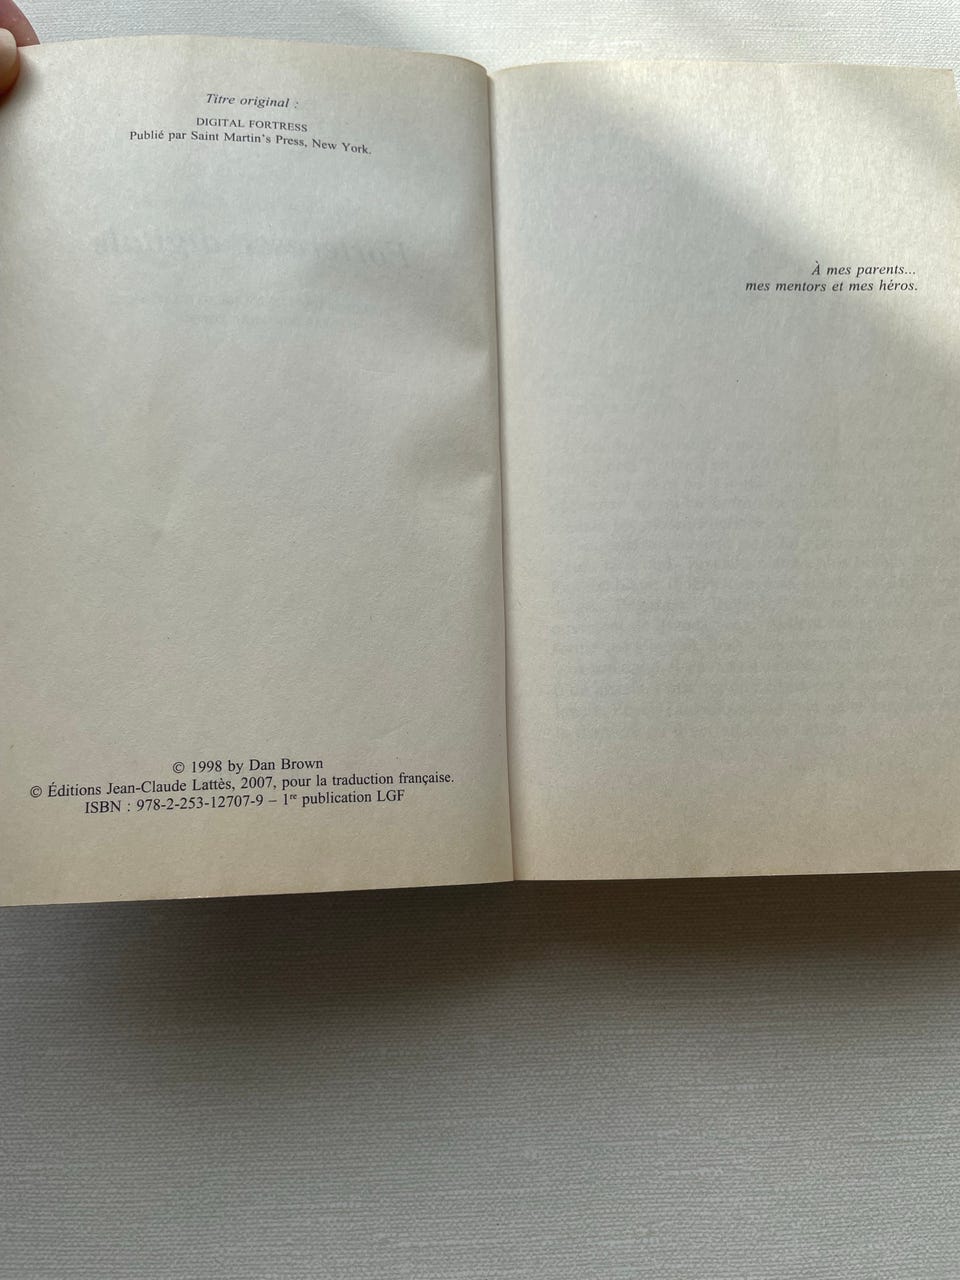 Titre original :
DIGITAL FORTRESS
Publié par Saint Martin's Press, New York.
© 1998 by Dan Brown
© Éditions Jean-Claude Lattès, 2007, pour la traduction française.
ISBN : 978-2-253-12707-9 – 1re publication LGF
À mes parents...
mes mentors et mes héros.